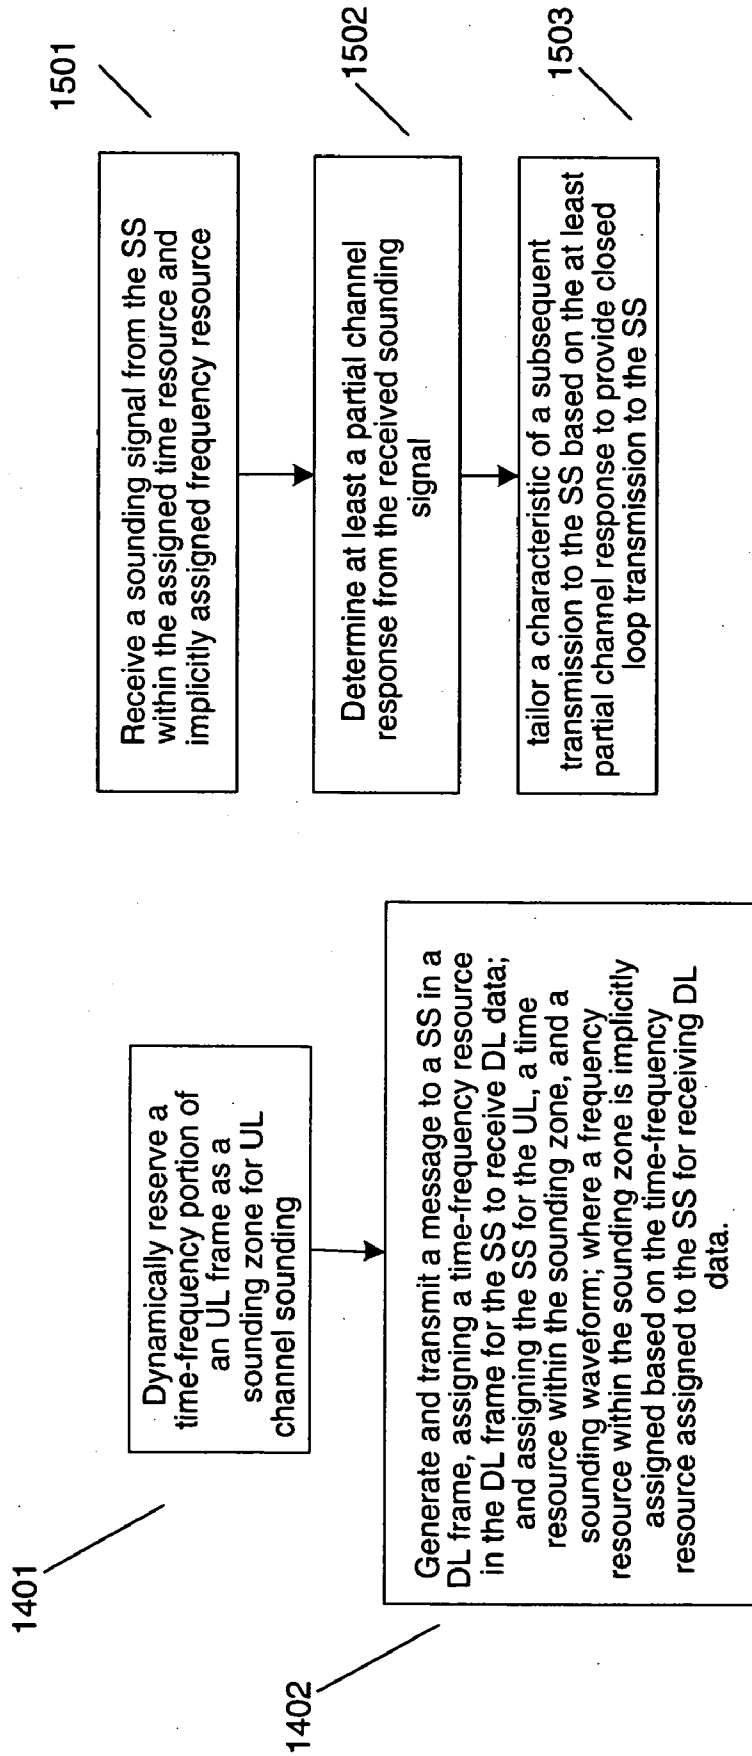 1401
Dynamically reserve a
time-frequency portion of
an UL frame as a
sounding zone for UL
channel sounding
1402
Generate and transmit a message to a SS in a
DL frame, assigning a time-frequency resource
in the DL frame for the SS to receive DL data;
and assigning the SS for the UL, a time
resource within the sounding zone, and a
sounding waveform; where a frequency
resource within the sounding zone is implicitly
assigned based on the time-frequency
resource assigned to the SS for receiving DL
data.
1501
Receive a sounding signal from the SS
within the assigned time resource and
implicitly assigned frequency resource
1502
Determine at least a partial channel
response from the received sounding
signal
1503
tailor a characteristic of a subsequent
transmission to the SS based on the at least
partial channel response to provide closed
loop transmission to the SS